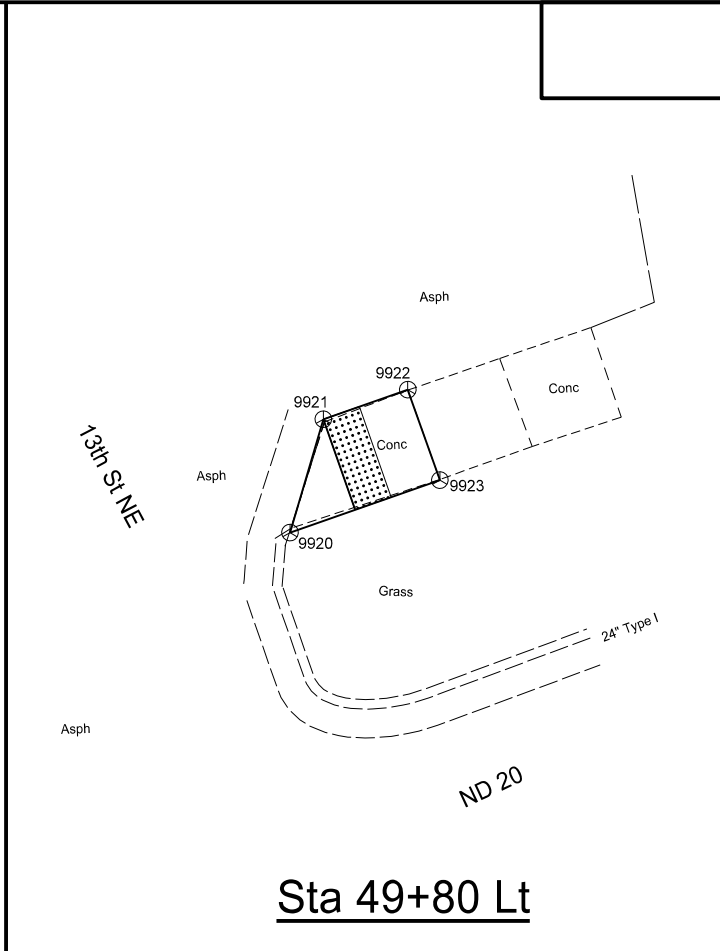 Asph
9922
Conc
9921
Conc
13th St NE
Asph
9923
9920
Grass
24" Type I
Asph
ND 20
Sta 49+80 Lt